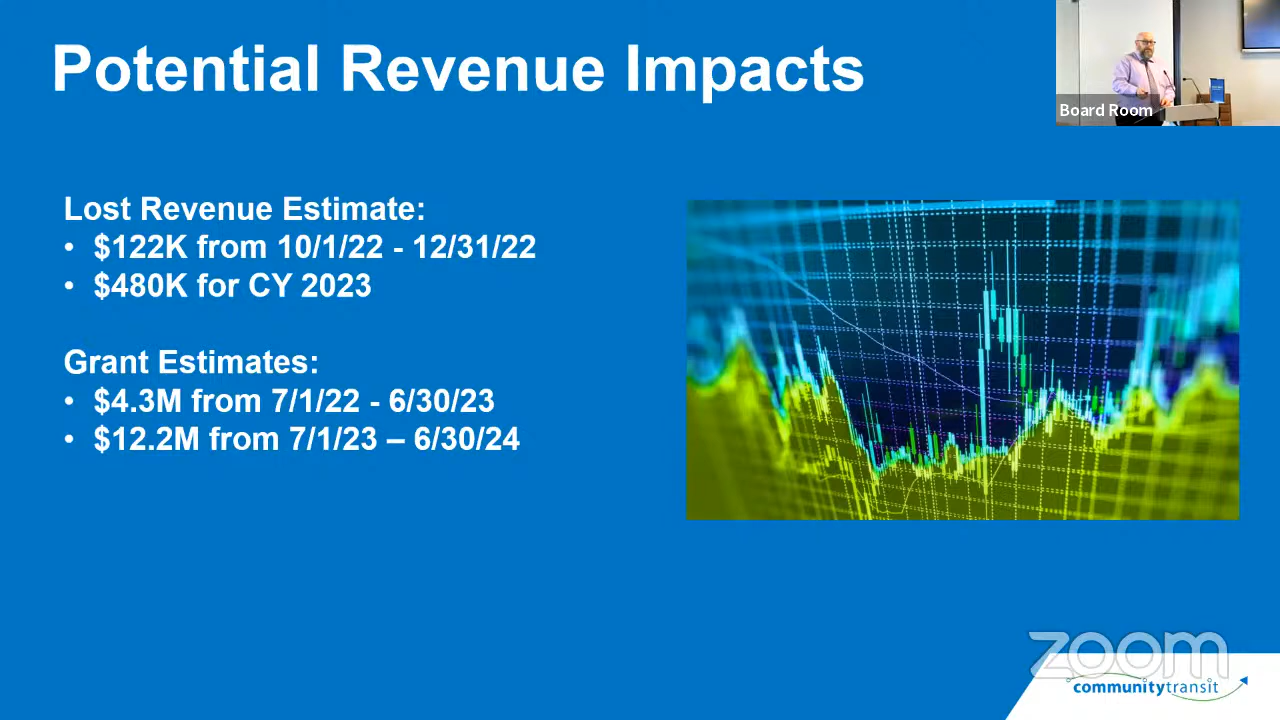 Potential Revenue Impacts
Board Room
Lost Revenue Estimate:
• $122K from 10/1/22 - 12/31/22
• $480K for CY 2023
Grant Estimates:
• $4.3M from 7/1/22 - 6/30/23
• $12.2M from 7/1/23 – 6/30/24
zoom
communitytransit